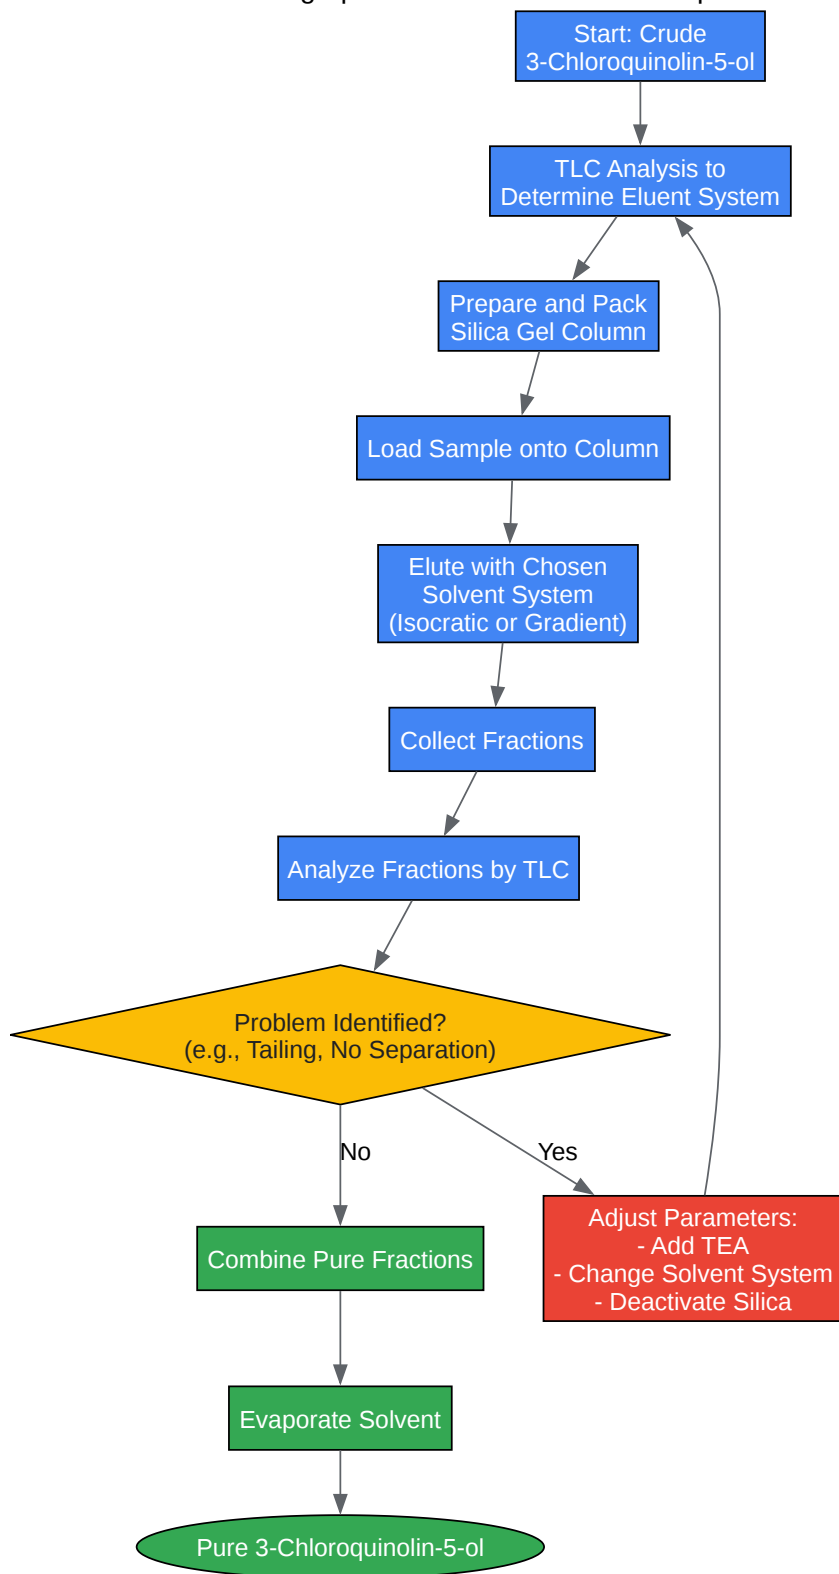 Start: Crude
3-Chloroquinolin-5-ol
TLC Analysis to
Determine Eluent System
Prepare and Pack
Silica Gel Column
Load Sample onto Column
Elute with Chosen
Solvent System
(Isocratic or Gradient)
Collect Fractions
Analyze Fractions by TLC
Problem Identified?
(e.g., Tailing, No Separation)
No
Yes
Adjust Parameters:
- Add TEA
- Change Solvent System
- Deactivate Silica
Combine Pure Fractions
Evaporate Solvent
Pure 3-Chloroquinolin-5-ol